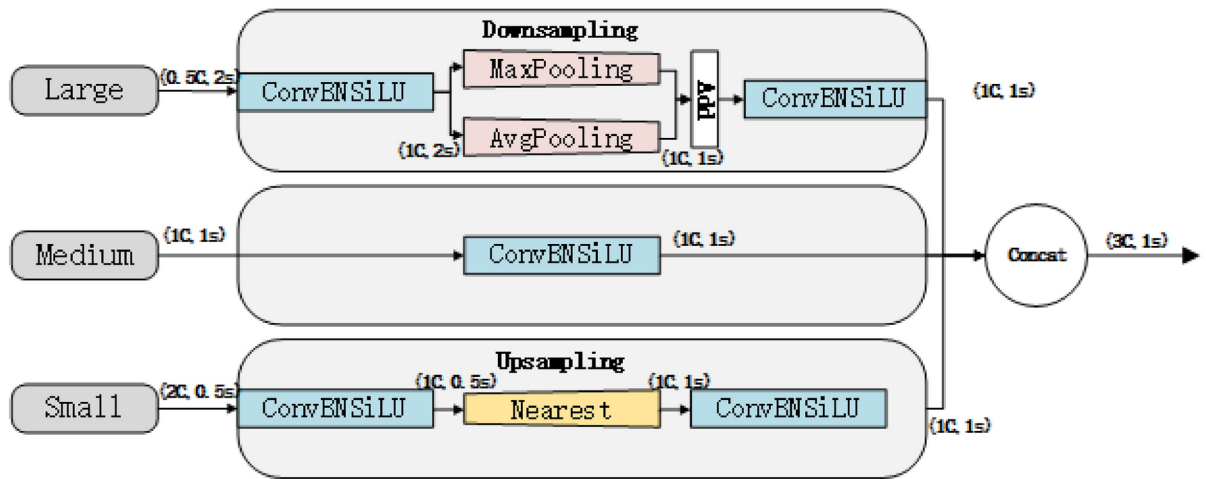 Downsampling
Large
(0.5C, 2s)
ConvBNSiLU
MaxPooling
AvgPooling
(1C, 2s)
Add
(1C, 1s)
ConvBNSiLU
(1C, 1s)
Medium
(1C, 1s)
ConvBNSiLU
(1C, 1s)
Concat
(3C, 1s)
Upsampling
Small
(2C, 0.5s)
ConvBNSiLU
(1C, 0.5s)
Nearest
(1C, 1s)
ConvBNSiLU
(1C, 1s)